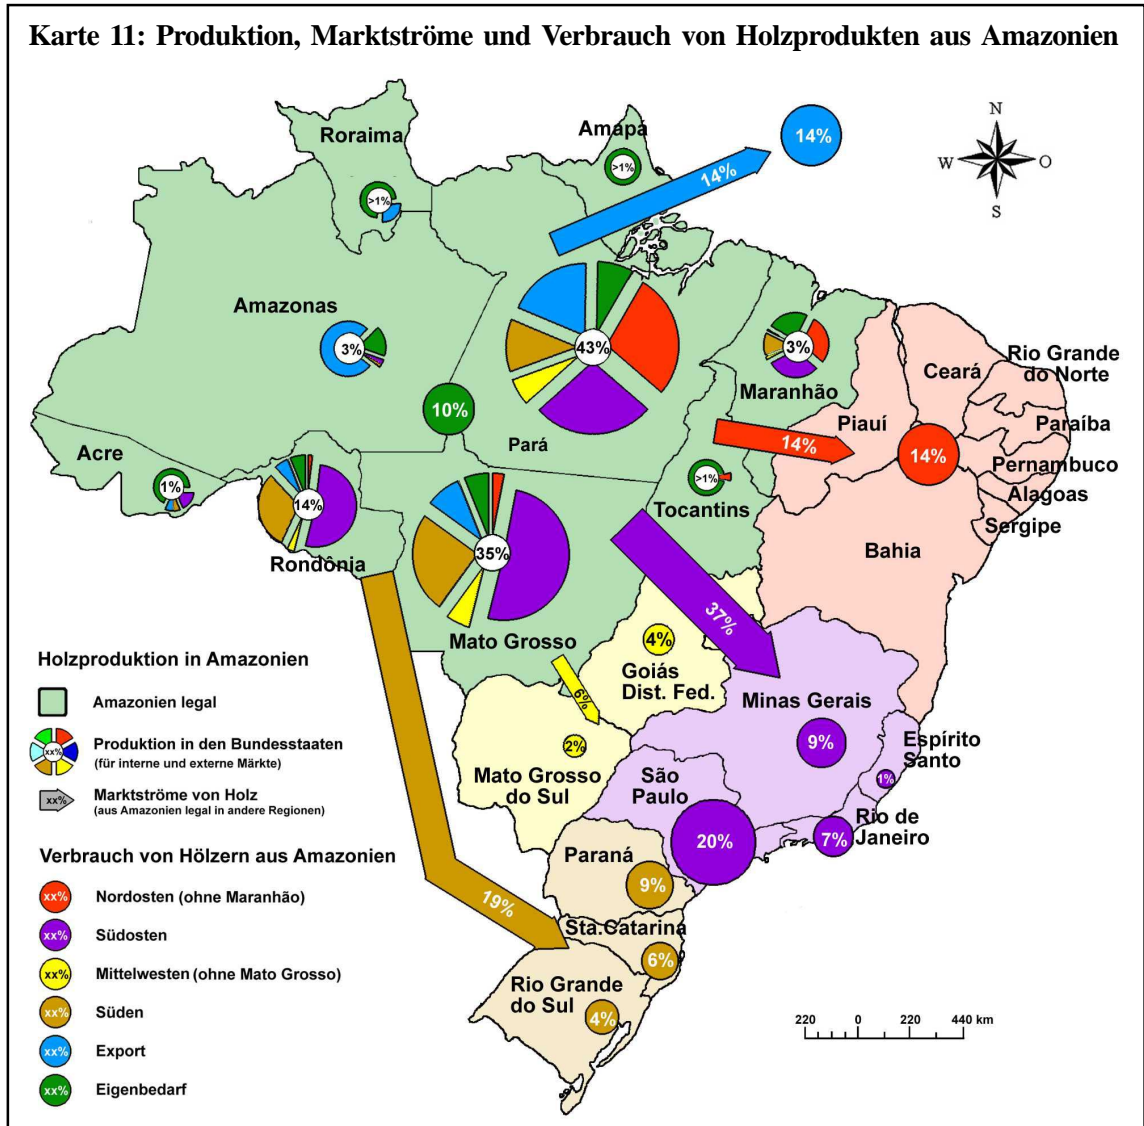 Karte 11: Produktion, Marktströme und Verbrauch von Holzprodukten aus Amazonien
N
W
O
S
Roraima
>1%
Amapá
>1%
14%
14%
Amazonas
3%
43%
Pará
10%
3%
Maranhão
Ceará
Rio Grande
do Norte
Piauí
Paraíba
14%
14%
Pernambuco
Alagoas
Sergipe
Bahia
Acre
1%
14%
Rondônia
35%
Mato Grosso
>1%
Tocantins
37%
4%
Goiás
Dist. Fed.
6%
2%
Mato Grosso
do Sul
Minas Gerais
9%
Espírito
Santo
1%
São
Paulo
20%
Rio de
Janeiro
7%
Paraná
9%
19%
Sta.Catarina
6%
Rio Grande
do Sul
4%
220 0 220 440 km
Holzproduktion in Amazonien
Amazonien legal
xx%
Produktion in den Bundesstaaten
(für interne und externe Märkte)
xx%
Marktströme von Holz
(aus Amazonien legal in andere Regionen)
Verbrauch von Hölzern aus Amazonien
xx% Nordosten (ohne Maranhão)
xx% Südosten
xx% Mittelwesten (ohne Mato Grosso)
xx% Süden
xx% Export
xx% Eigenbedarf